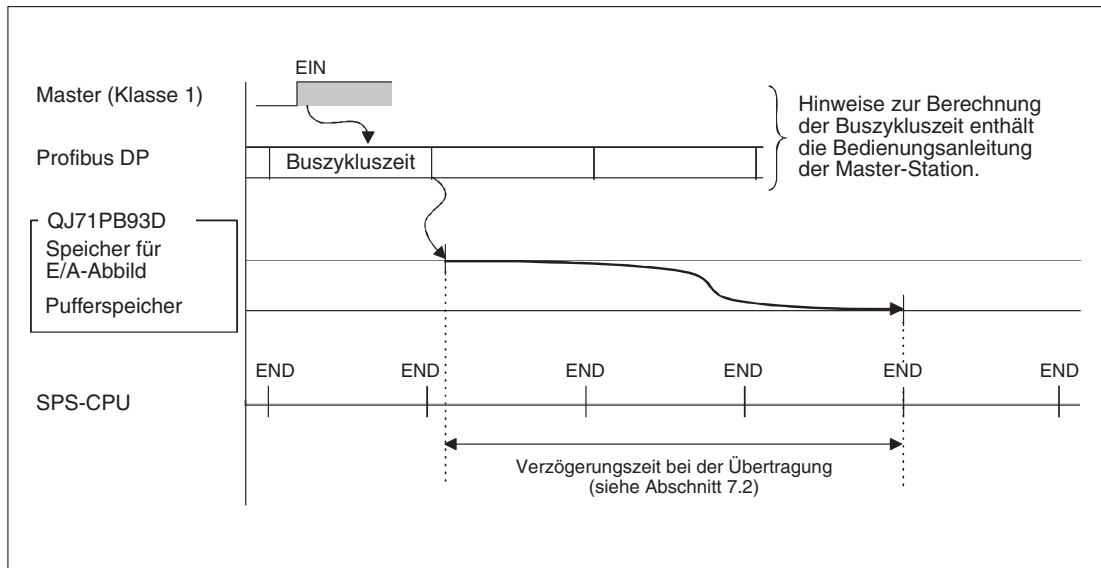 EIN
Master (Klasse 1)
Hinweise zur Berechnung
der Buszykluszeit enthält
die Bedienungsanleitung
der Master-Station.
Profibus DP
Buszykluszeit
QJ71PB93D
Speicher für
E/A-Abbild
Pufferspeicher
END END END END END END
SPS-CPU
Verzögerungszeit bei der Übertragung
(siehe Abschnitt 7.2)